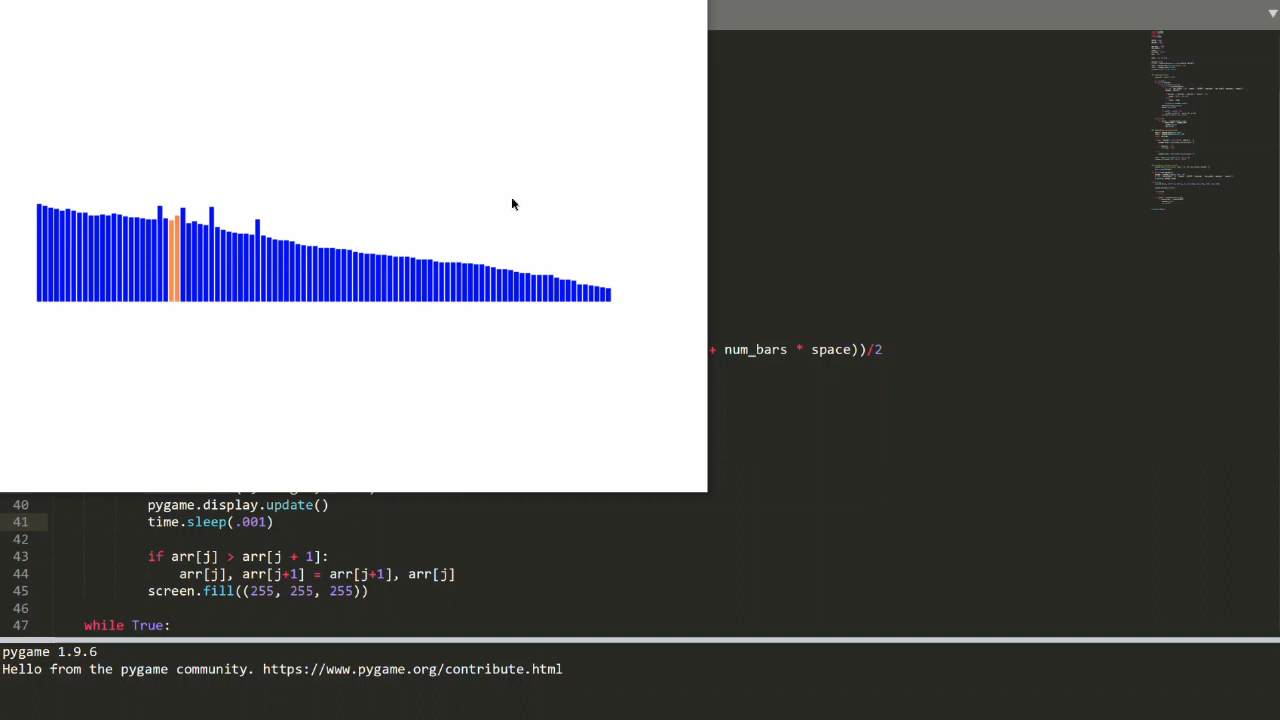 + num_bars * space))/2
40 pygame.display.update()
41 time.sleep(.001)
42
43 if arr[j] > arr[j + 1]:
44 arr[j], arr[j+1] = arr[j+1], arr[j]
45 screen.fill((255, 255, 255))
46
47 while True:
pygame 1.9.6
Hello from the pygame community. https://www.pygame.org/contribute.html